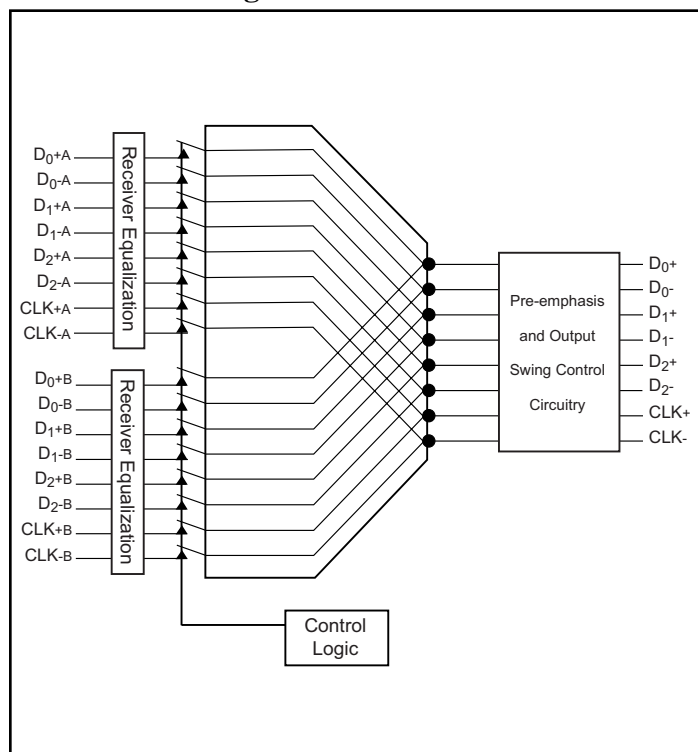 D0+A
D0-A
D1+A
D1-A
D2+A
D2-A
CLK+A
CLK-A
Receiver Equalization
D0+B
D0-B
D1+B
D1-B
D2+B
D2-B
CLK+B
CLK-B
Receiver Equalization
Control
Logic
Pre-emphasis
and Output
Swing Control
Circuitry
D0+
D0-
D1+
D1-
D2+
D2-
CLK+
CLK-